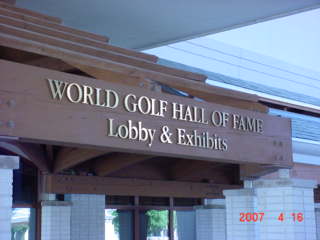 WORLD GOLF HALL OF FAME
Lobby & Exhibits
2007 4 16